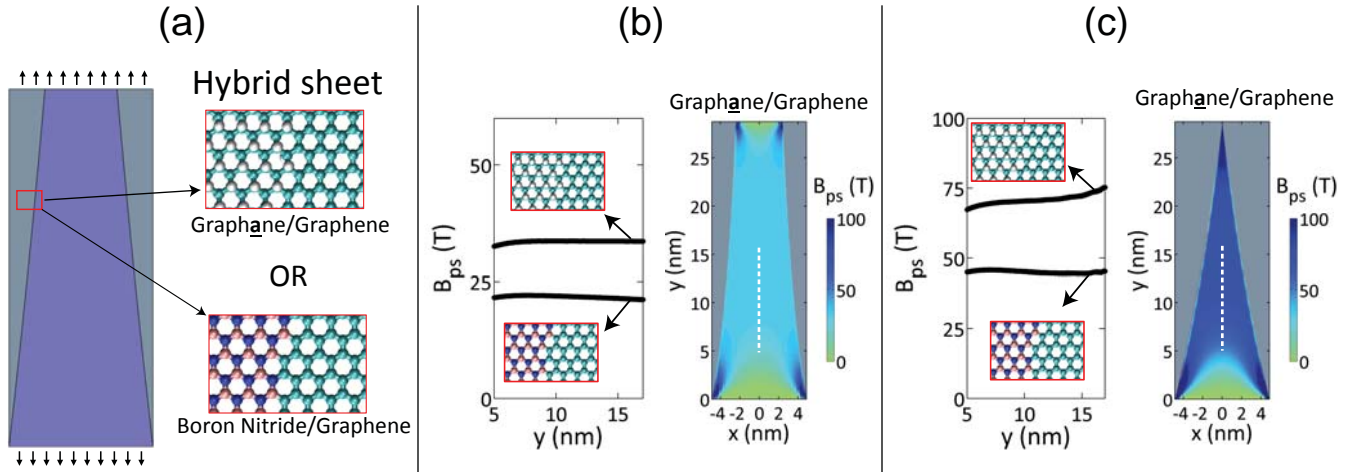 (a)
Hybrid sheet
Graphane/Graphene
OR
Boron Nitride/Graphene
(b)
Graphane/Graphene
B_ps (T)
50
25
0
5
10
15
y (nm)
y (nm)
25
20
15
10
5
0
-4 -2 0 2 4
x (nm)
B_ps (T)
100
50
0
(c)
Graphane/Graphene
B_ps (T)
100
75
50
25
0
5
10
15
y (nm)
y (nm)
25
20
15
10
5
0
-4 -2 0 2 4
x (nm)
B_ps (T)
100
50
0